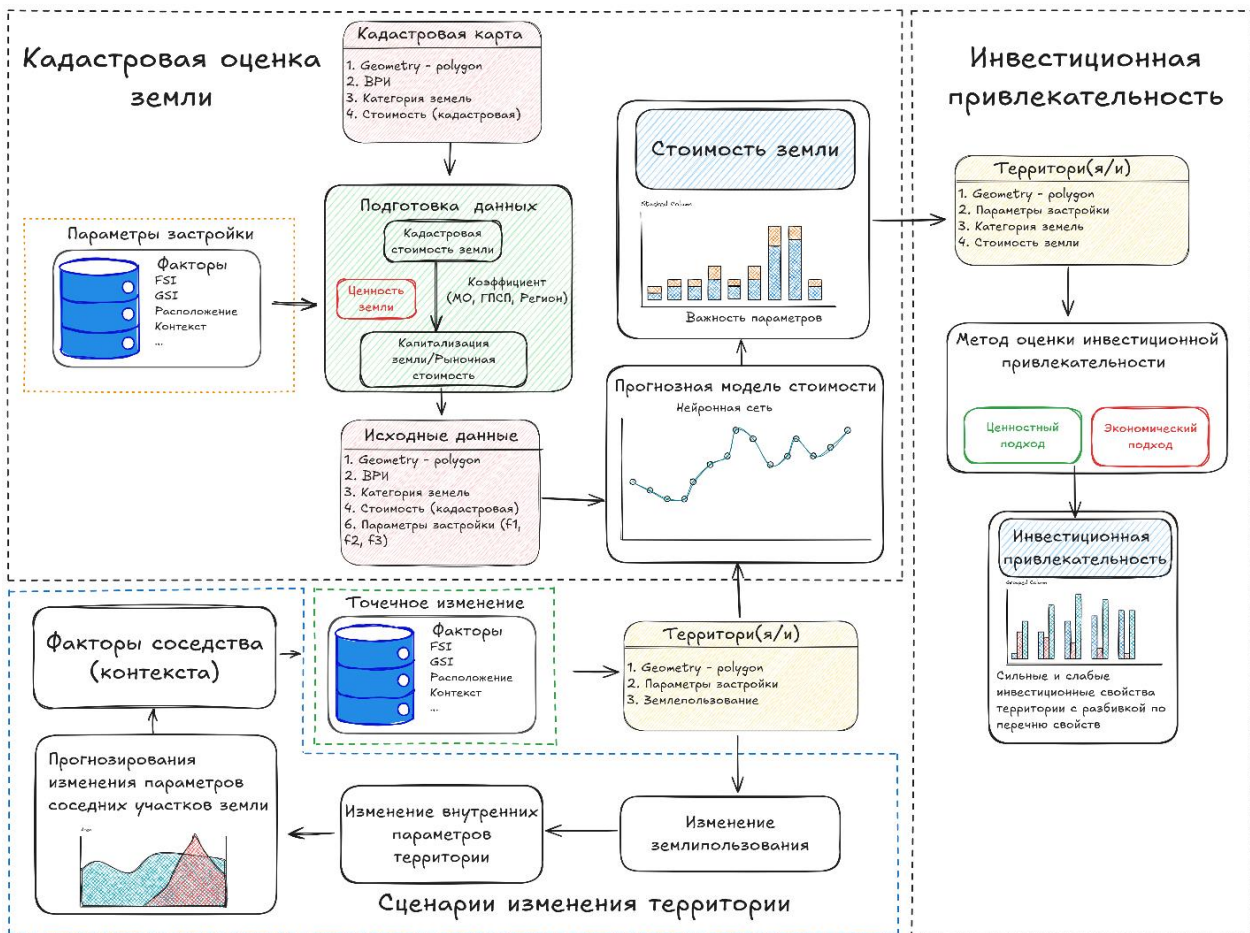 Кадастровая оценка
земли
Кадастровая карта
1. Geometry - polygon
2. ВРИ
3. Категория земель
4. Стоимость (кадастровая)
Параметры застройки
Факторы
FSI
GSI
Расположение
Контекст
...
Подготовка данных
Кадастровая
стоимость земли
Ценность
земли
Коэффициент
(МО, ГПСП, Регион)
Капитализация
земли/Рыночная
стоимость
Исходные данные
1. Geometry - polygon
2. ВРИ
3. Категория земель
4. Стоимость (кадастровая)
6. Параметры застройки (f1,
f2, f3)
Стоимость земли
Stacked Column
Важность параметров
Прогнозная модель стоимости
Нейронная сеть
Инвестиционная
привлекательность
Территори(я/и)
1. Geometry - polygon
2. Параметры застройки
3. Категория земель
4. Стоимость земли
Метод оценки инвестиционной
привлекательности
Ценностный
подход
Экономический
подход
Инвестиционная
привлекательность
Grouped Column
Сильные и слабые
инвестиционные свойства
территории с разбивкой по
перечню свойств
Факторы соседства
(контекста)
Точечное изменение
Факторы
FSI
GSI
Расположение
Контекст
...
Территори(я/и)
1. Geometry - polygon
2. Параметры застройки
3. Землепользование
Прогнозирования
изменения параметров
соседних участков земли
Изменение внутренних
параметров
территории
Изменение
землипользования
Сценарии изменения территории